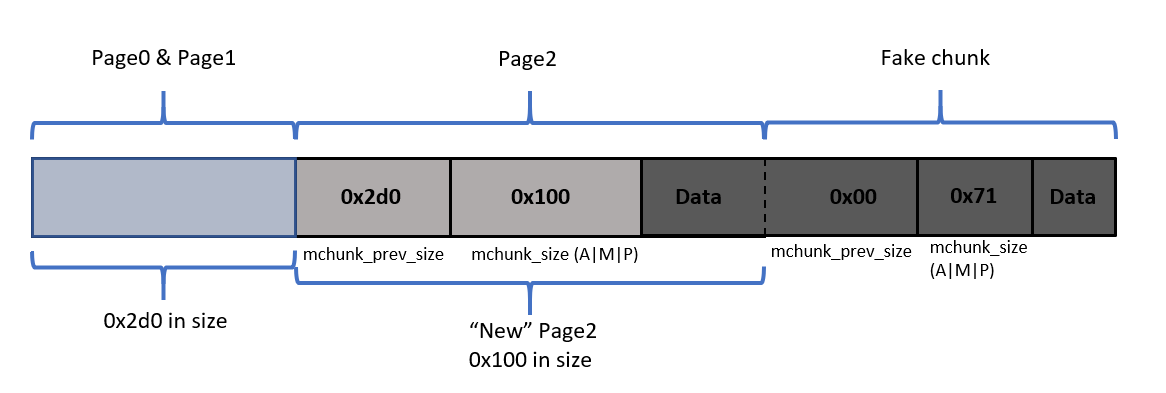 Page0 & Page1
Page2
Fake chunk
0x2d0
0x100
Data
0x00
0x71
Data
mchunk_prev_size
mchunk_size (A|M|P)
mchunk_prev_size
mchunk_size
(A|M|P)
0x2d0 in size
“New” Page2
0x100 in size